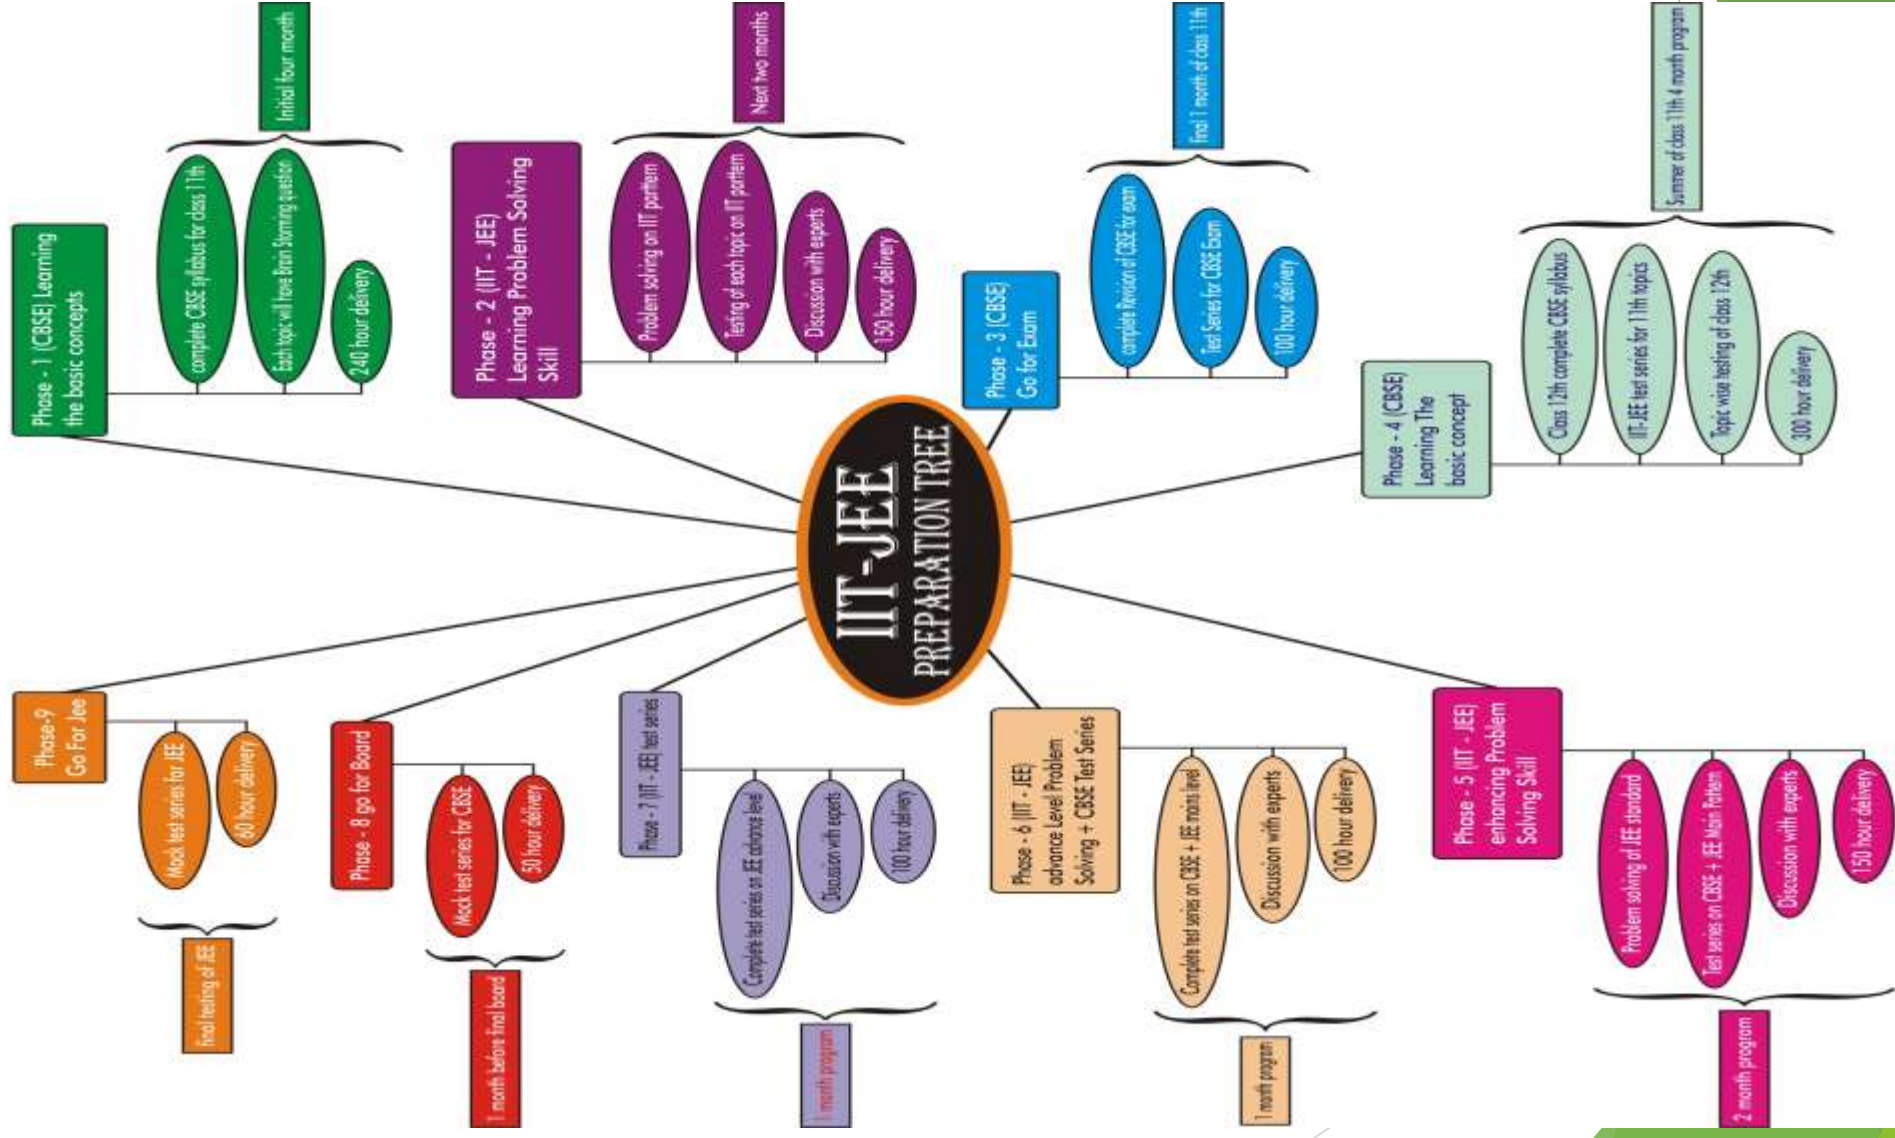 IIT-JEE
PREPARATION TREE
Phase - 1 (CBSE) Learning
the basic concepts
complete CBSE syllabus for class 11th
Each topic will have Brain Storming question
240 hour delivery
Initial four month
Phase - 2 (IIT - JEE)
Learning Problem Solving
Skill
Problem solving on IIT parttern
Testing of each topic on IIT parttern
Discussion with experts
150 hour delivery
Next two months
Phase - 3 (CBSE)
Go for Exam
complete Revision of CBSE for exam
Test Series for CBSE Exam
100 hour delivery
final 1 month of class 11th
Phase - 4 (CBSE)
Learning The
basic concept
Class 12th complete CBSE syllabus
IIT-JEE test series for 11th topics
Topic wise testing of class 12th
300 hour delivery
Summer of class 11th 4 month program
Phase - 5 (IIT - JEE)
enhancing Problem
Solving Skill
Problem solving of JEE standard
Test series on CBSE + JEE Main Pattern
Discussion with experts
150 hour delivery
2 month program
Phase - 6 (IIT - JEE)
advance Level Problem
Solving + CBSE Test Series
Complete test series on CBSE + JEE mans level
Discussion with experts
100 hour delivery
1 month program
Phase - 7 (IIT - JEE) test series
Complete test series on JEE advance level
Discussion with experts
100 hour delivery
1 month program
Phase - 8 go for Board
Mock test series for CBSE
50 hour delivery
1 month before final board
Phase-9
Go For Jee
Mock test series for JEE
60 hour delivery
final testing of JEE